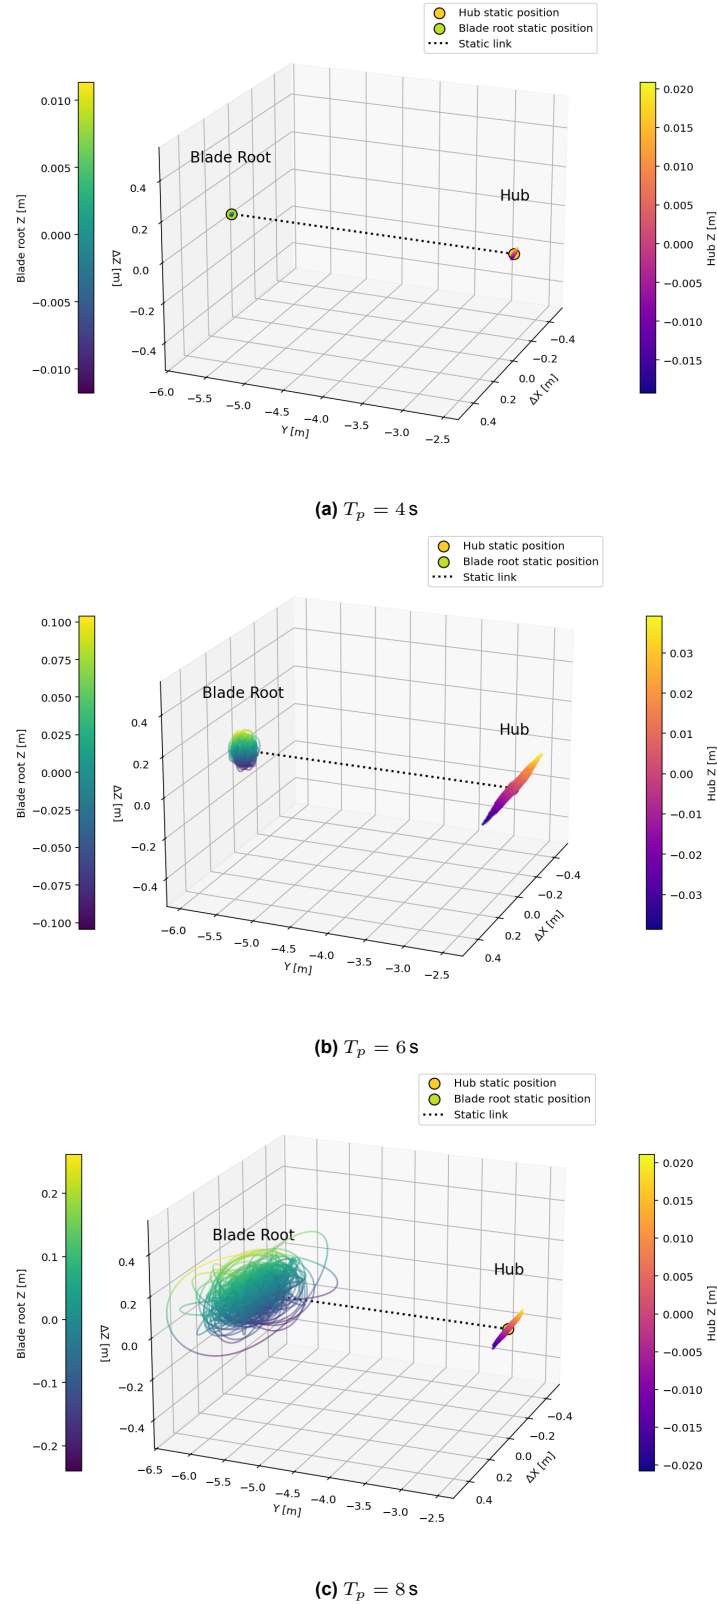 Hub static position
Blade root static position
Static link
0.010
0.005
0.000
−0.005
−0.010
Blade root Z [m]
Blade Root
Hub
0.4
0.2
0.0
−0.2
−0.4
ΔZ [m]
−6.0
−5.5
−5.0
−4.5
−4.0
−3.5
−3.0
−2.5
Y [m]
−0.4
−0.2
0.0
0.2
0.4
ΔX [m]
0.020
0.015
0.010
0.005
0.000
−0.005
−0.010
−0.015
Hub Z [m]
(a) Tp = 4 s
Hub static position
Blade root static position
Static link
0.100
0.075
0.050
0.025
0.000
−0.025
−0.050
−0.075
−0.100
Blade root Z [m]
Blade Root
Hub
0.4
0.2
0.0
−0.2
−0.4
ΔZ [m]
−6.0
−5.5
−5.0
−4.5
−4.0
−3.5
−3.0
−2.5
Y [m]
−0.4
−0.2
0.0
0.2
0.4
ΔX [m]
0.03
0.02
0.01
0.00
−0.01
−0.02
−0.03
Hub Z [m]
(b) Tp = 6 s
Hub static position
Blade root static position
Static link
0.2
0.1
0.0
−0.1
−0.2
Blade root Z [m]
Blade Root
Hub
0.4
0.2
0.0
−0.2
−0.4
ΔZ [m]
−6.5
−6.0
−5.5
−5.0
−4.5
−4.0
−3.5
−3.0
−2.5
Y [m]
−0.4
−0.2
0.0
0.2
0.4
ΔX [m]
0.020
0.015
0.010
0.005
0.000
−0.005
−0.010
−0.015
−0.020
Hub Z [m]
(c) Tp = 8 s